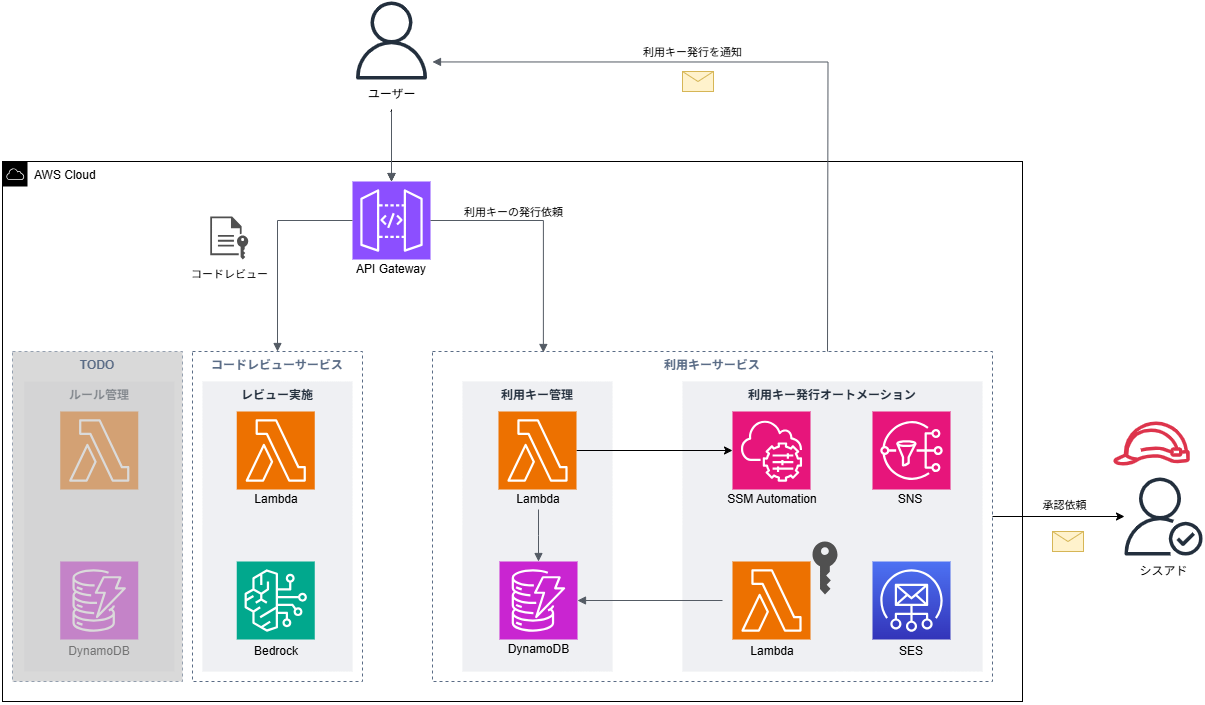 利用キー発行を通知
ユーザー
AWS Cloud
利用キーの発行依頼
コードレビュー
API Gateway
TODO
ルール管理
DynamoDB
コードレビューサービス
レビュー実施
Lambda
Bedrock
利用キーサービス
利用キー管理
Lambda
DynamoDB
利用キー発行オートメーション
SSM Automation
SNS
Lambda
SES
承認依頼
シスアド